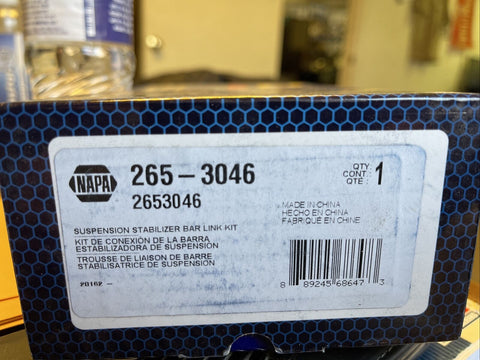 NAPA
265-3046
2653046
QTY
CONT.
QTÉ :
1
SUSPENSION STABILIZER BAR LINK KIT
KIT DE CONEXIÓN DE LA BARRA
ESTABILIZADORA DE SUSPENSIÓN
TROUSSE DE LIAISON DE BARRE
STABILISATRICE DE SUSPENSION
20162 -
MADE IN CHINA
HECHO EN CHINA
FABRIQUÉ EN CHINE
8 89245 68647 3